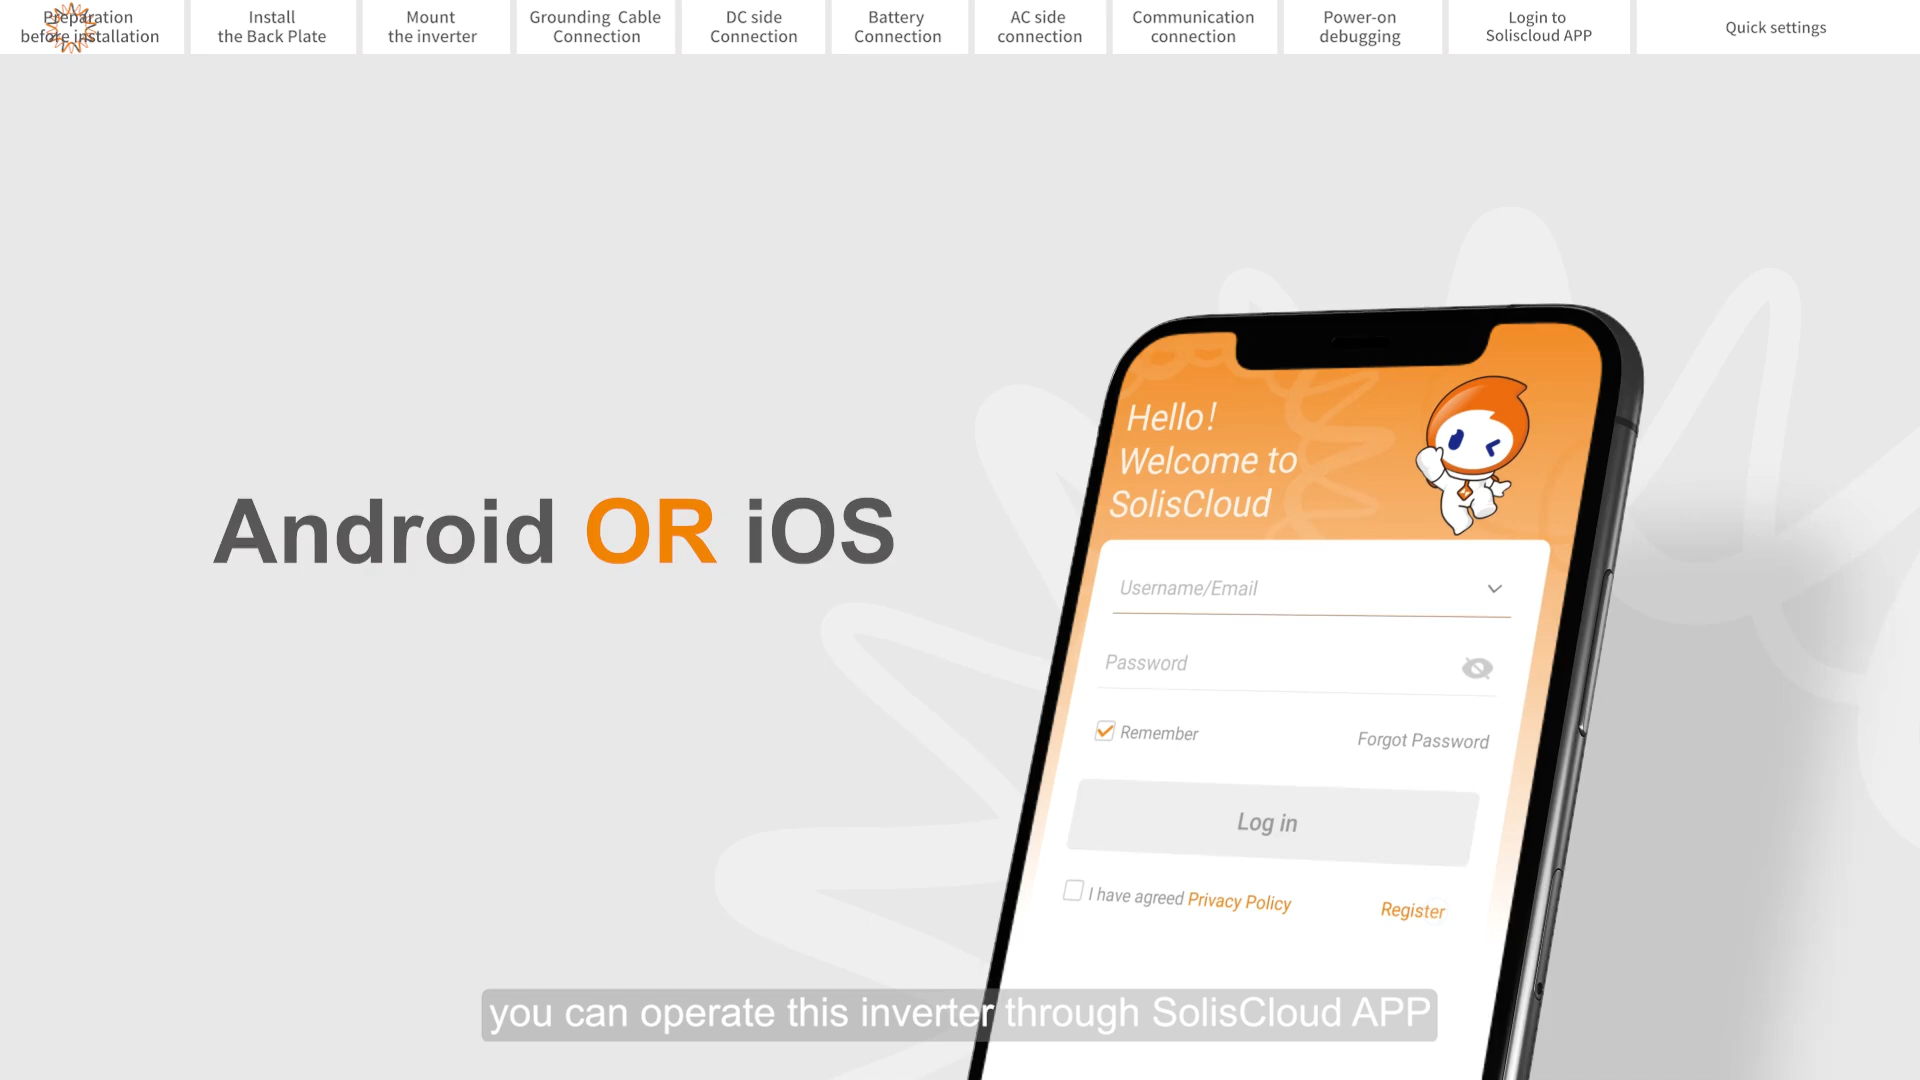 Preparation
before installation
Install
the Back Plate
Mount
the inverter
Grounding Cable
Connection
DC side
Connection
Battery
Connection
AC side
connection
Communication
connection
Power-on
debugging
Login to
Soliscloud APP
Quick settings
Hello!
Welcome to
SolisCloud
Android OR iOS
Username/Email
Password
Remember
Forgot Password
Log in
I have agreed Privacy Policy
Register
you can operate this inverter through SolisCloud APP